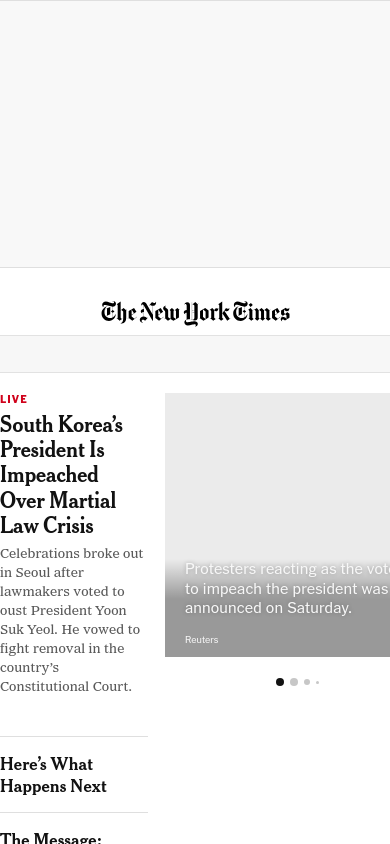 The New York Times
LIVE
South Korea’s
President Is
Impeached
Over Martial
Law Crisis
Celebrations broke out
in Seoul after
lawmakers voted to
oust President Yoon
Suk Yeol. He vowed to
fight removal in the
country’s
Constitutional Court.
Here’s What
Happens Next
The Message:
Protesters reacting as the vot
to impeach the president was
announced on Saturday.
Reuters